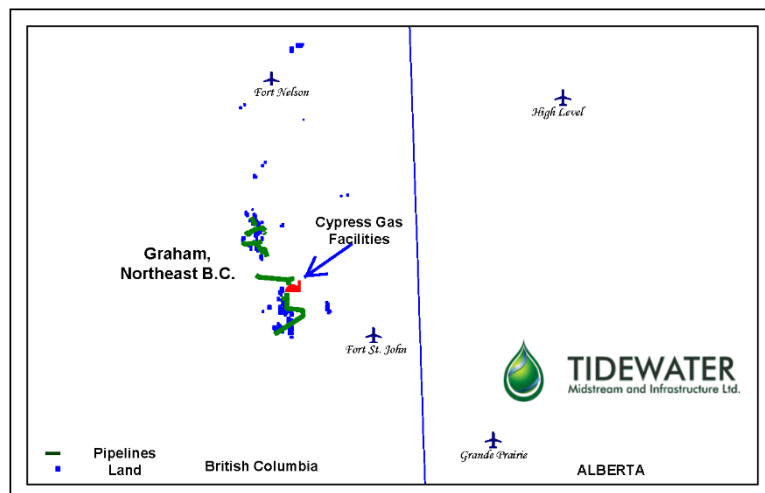 Fort Nelson
High Level
Cypress Gas
Facilities
Graham,
Northeast B.C.
Fort St. John
TIDEWATER
Midstream and Infrastructure Ltd.
Grande Prairie
Pipelines
Land
British Columbia
ALBERTA